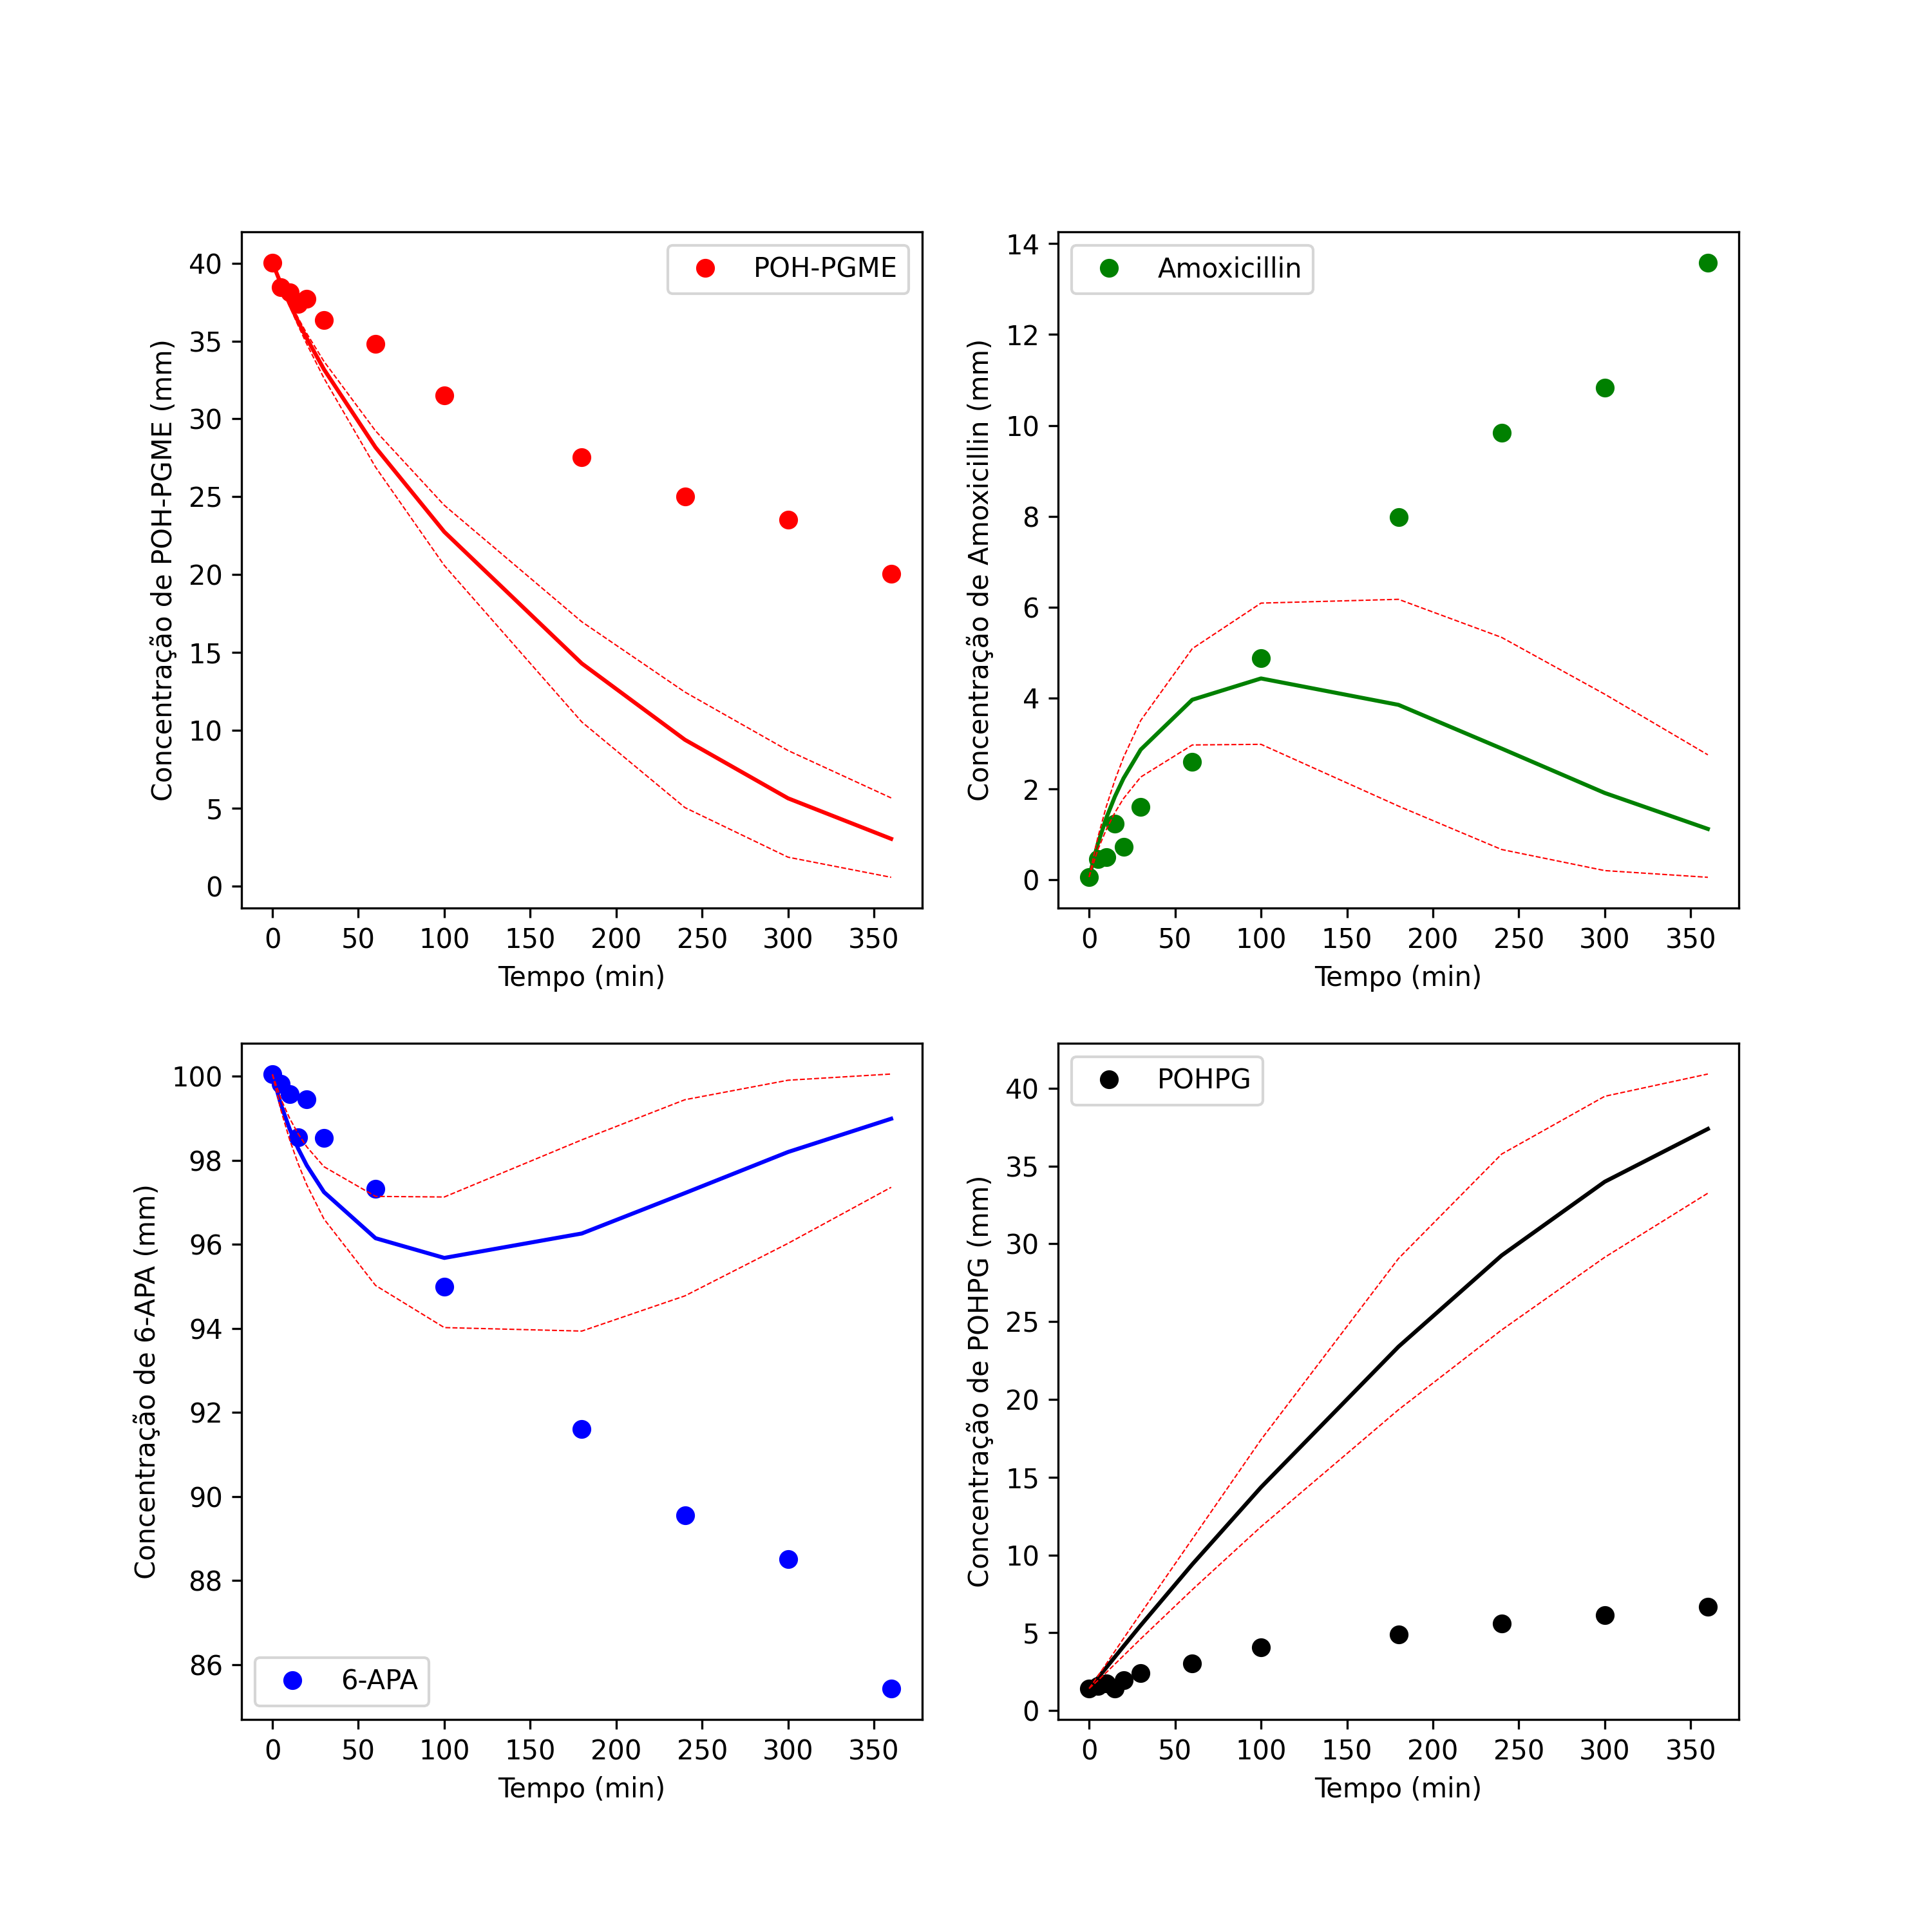 POH-PGME
Concentração de POH-PGME (mm)
40
35
30
25
20
15
10
5
0
0 50 100 150 200 250 300 350
Tempo (min)
Amoxicillin
Concentração de Amoxicillin (mm)
14
12
10
8
6
4
2
0
0 50 100 150 200 250 300 350
Tempo (min)
6-APA
Concentração de 6-APA (mm)
100
98
96
94
92
90
88
86
0 50 100 150 200 250 300 350
Tempo (min)
POHPG
Concentração de POHPG (mm)
40
35
30
25
20
15
10
5
0
0 50 100 150 200 250 300 350
Tempo (min)